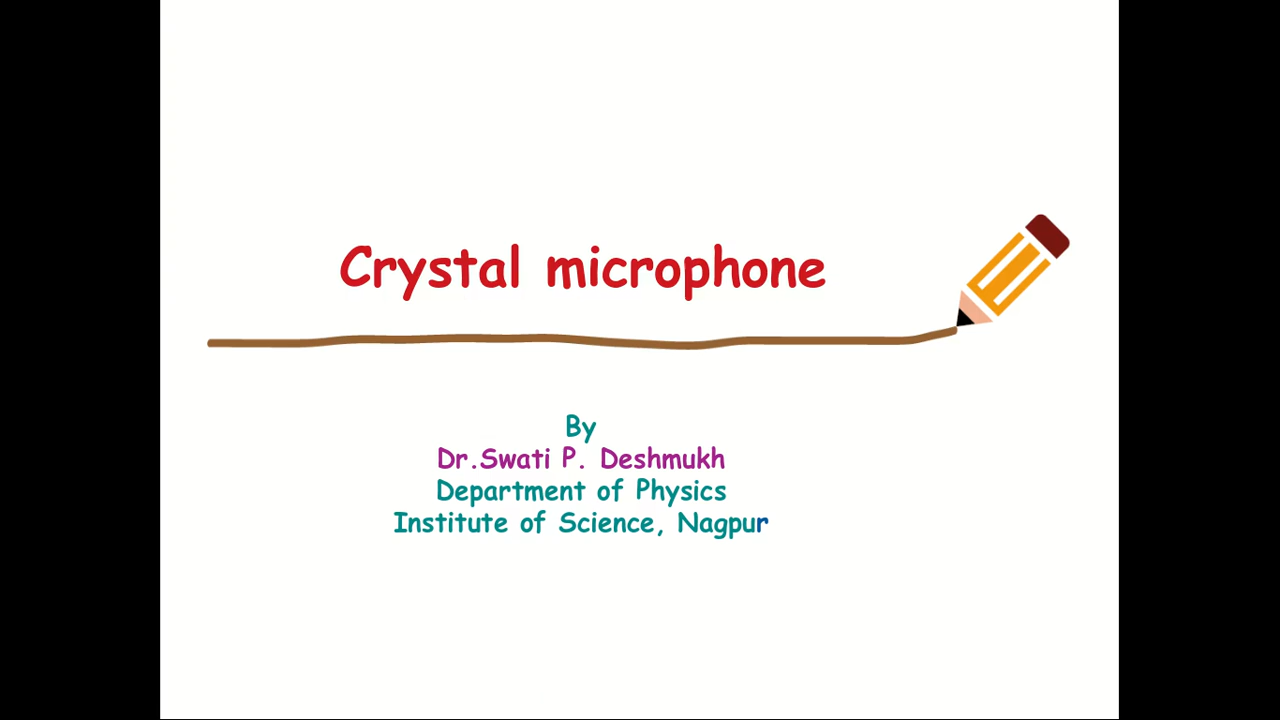 Crystal microphone
By
Dr.Swati P. Deshmukh
Department of Physics
Institute of Science, Nagpur